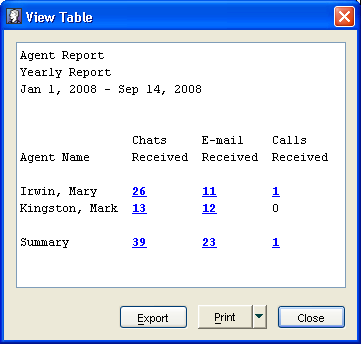 View Table
Agent Report
Yearly Report
Jan 1, 2008 - Sep 14, 2008
Chats E-mail Calls
Agent Name Received Received Received
Irwin, Mary 26 11 1
Kingston, Mark 13 12 0
Summary 39 23 1
Export Print Close